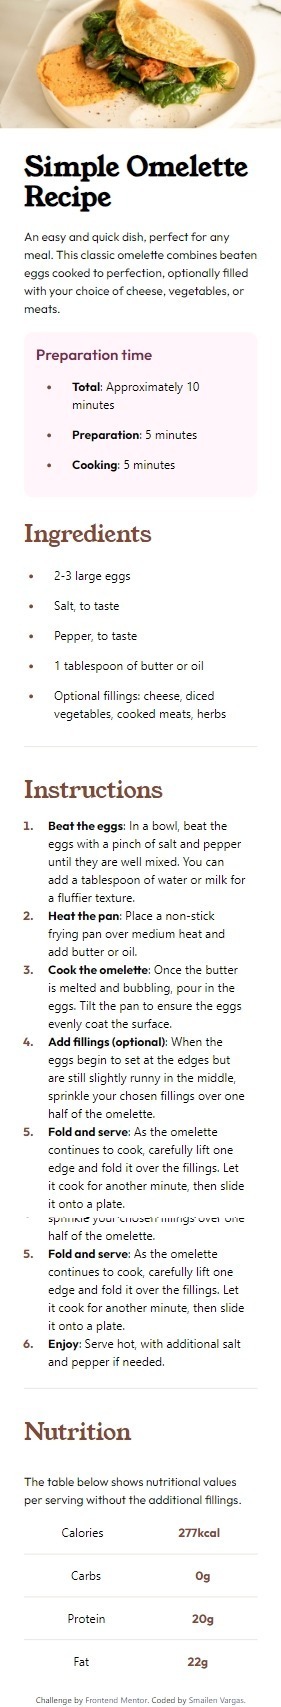 Simple Omelette
Recipe
An easy and quick dish, perfect for any
meal. This classic omelette combines beaten
eggs cooked to perfection, optionally filled
with your choice of cheese, vegetables, or
meats.
Preparation time
• Total: Approximately 10
minutes
• Preparation: 5 minutes
• Cooking: 5 minutes
Ingredients
• 2-3 large eggs
• Salt, to taste
• Pepper, to taste
• 1 tablespoon of butter or oil
• Optional fillings: cheese, diced
vegetables, cooked meats, herbs
Instructions
1. Beat the eggs: In a bowl, beat the
eggs with a pinch of salt and pepper
until they are well mixed. You can
add a tablespoon of water or milk for
a fluffier texture.
2. Heat the pan: Place a non-stick
frying pan over medium heat and
add butter or oil.
3. Cook the omelette: Once the butter
is melted and bubbling, pour in the
eggs. Tilt the pan to ensure the eggs
evenly coat the surface.
4. Add fillings (optional): When the
eggs begin to set at the edges but
are still slightly runny in the middle,
sprinkle your chosen fillings over one
half of the omelette.
5. Fold and serve: As the omelette
continues to cook, carefully lift one
edge and fold it over the fillings. Let
it cook for another minute, then slide
it onto a plate.
sprinkle your chosen fillings over one
half of the omelette.
5. Fold and serve: As the omelette
continues to cook, carefully lift one
edge and fold it over the fillings. Let
it cook for another minute, then slide
it onto a plate.
6. Enjoy: Serve hot, with additional salt
and pepper if needed.
Nutrition
The table below shows nutritional values
per serving without the additional fillings.
Calories 277kcal
Carbs 0g
Protein 20g
Fat 22g
Challenge by Frontend Mentor. Coded by Smailen Vargas.